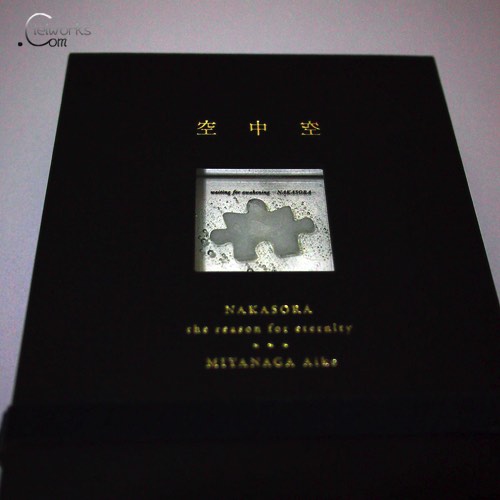 Cielworks
.Com
空中空
waiting for awakening - NAKASORA
NAKASORA
the reason for eternity
MIYANAGA Aiko